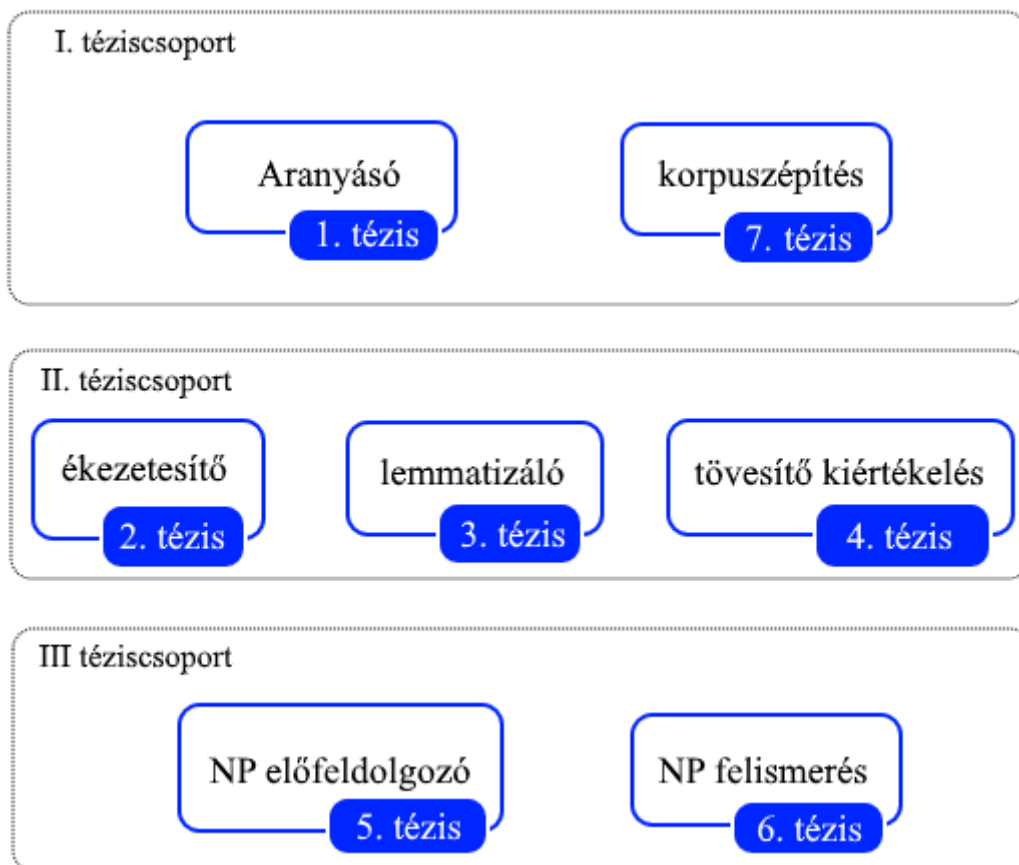 I. téziscsoport
Aranyásó
1. tézis
korpuszépítés
7. tézis
II. téziscsoport
ékezetesítő
2. tézis
lemmatizáló
3. tézis
tövesítő kiértékelés
4. tézis
III téziscsoport
NP előfeldolgozó
5. tézis
NP felismerés
6. tézis